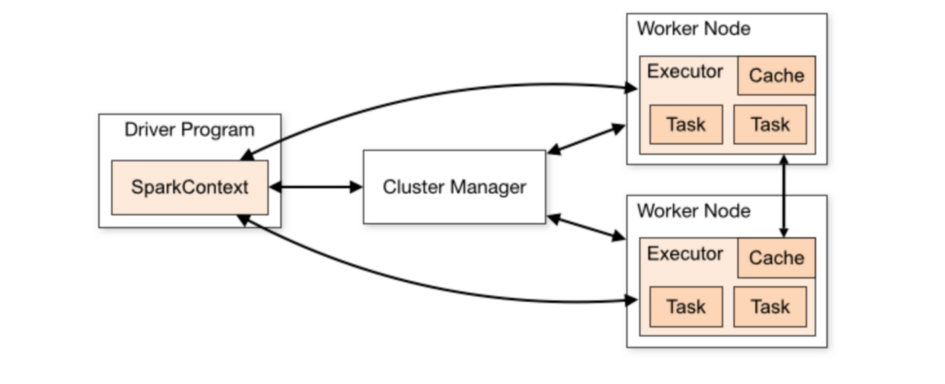 Driver Program
SparkContext
Cluster Manager
Worker Node
Executor
Cache
Task
Task
Worker Node
Executor
Cache
Task
Task